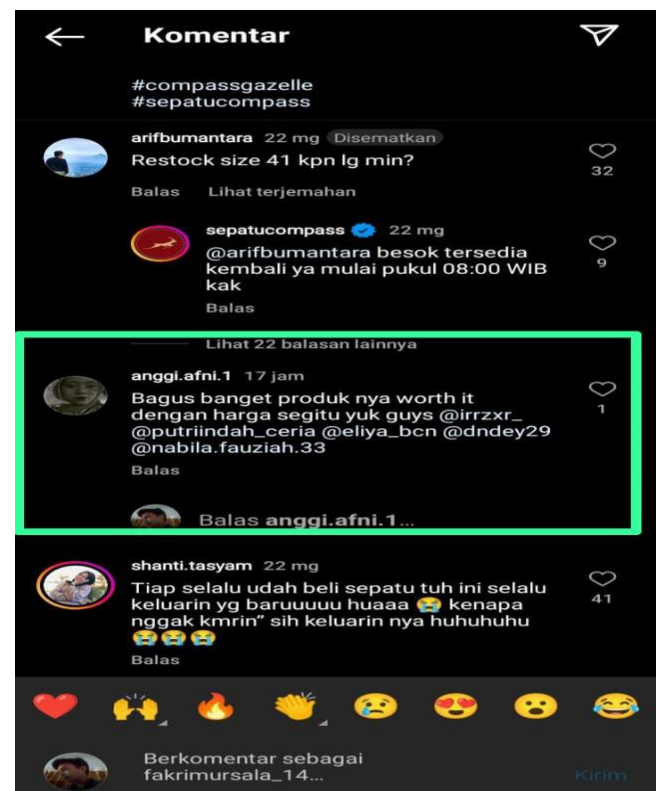 Komentar
#compassgazelle
#sepatucompass
arifbumantara 22 mg Disematkan
Restock size 41 kpn lg min?
32
Balas Lihat terjemahan
sepatucompass 22 mg
@arifbumantara besok tersedia
kembali ya mulai pukul 08:00 WIB
kak
9
Balas
Lihat 22 balasan lainnya
anggi.afni.1 17 jam
Bagus banget produk nya worth it
dengan harga segitu yuk guys @irrzxr_
@putriindah_ceria @eliya_bcn @dndey29
@nabila.fauziah.33
1
Balas
Balas anggi.afni.1...
shanti.tasyam 22 mg
Tiap selalu udah beli sepatu tuh ini selalu
keluarin yg baruuuuu huaaa 😭 kenapa
nggak kmrin” sih keluarin nya huhuhuhu
😭😭😭
41
Balas
Berkomentar sebagai
fakrimursala_14...
Kirim